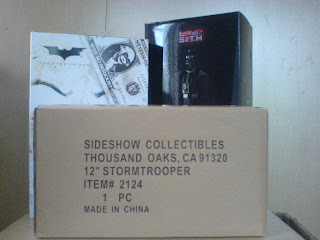 SITH
SIDESHOW COLLECTIBLES
THOUSAND OAKS, CA 91320
12" STORMTROOPER
ITEM# 2124
1 PC
MADE IN CHINA